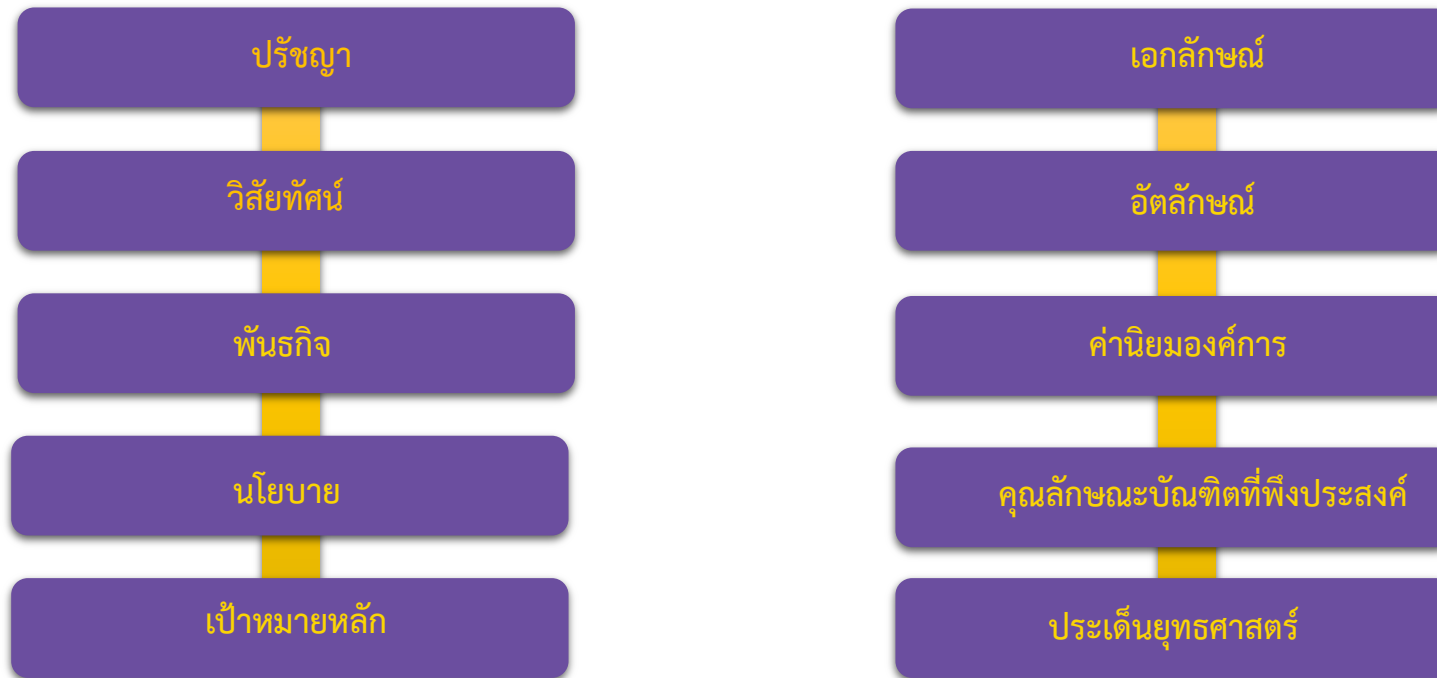 ปรัชญา
วิสัยทัศน์
พันธกิจ
นโยบาย
เป้าหมายหลัก
เอกลักษณ์
อัตลักษณ์
ค่านิยมองค์การ
คุณลักษณะบัณฑิตที่พึงประสงค์
ประเด็นยุทธศาสตร์